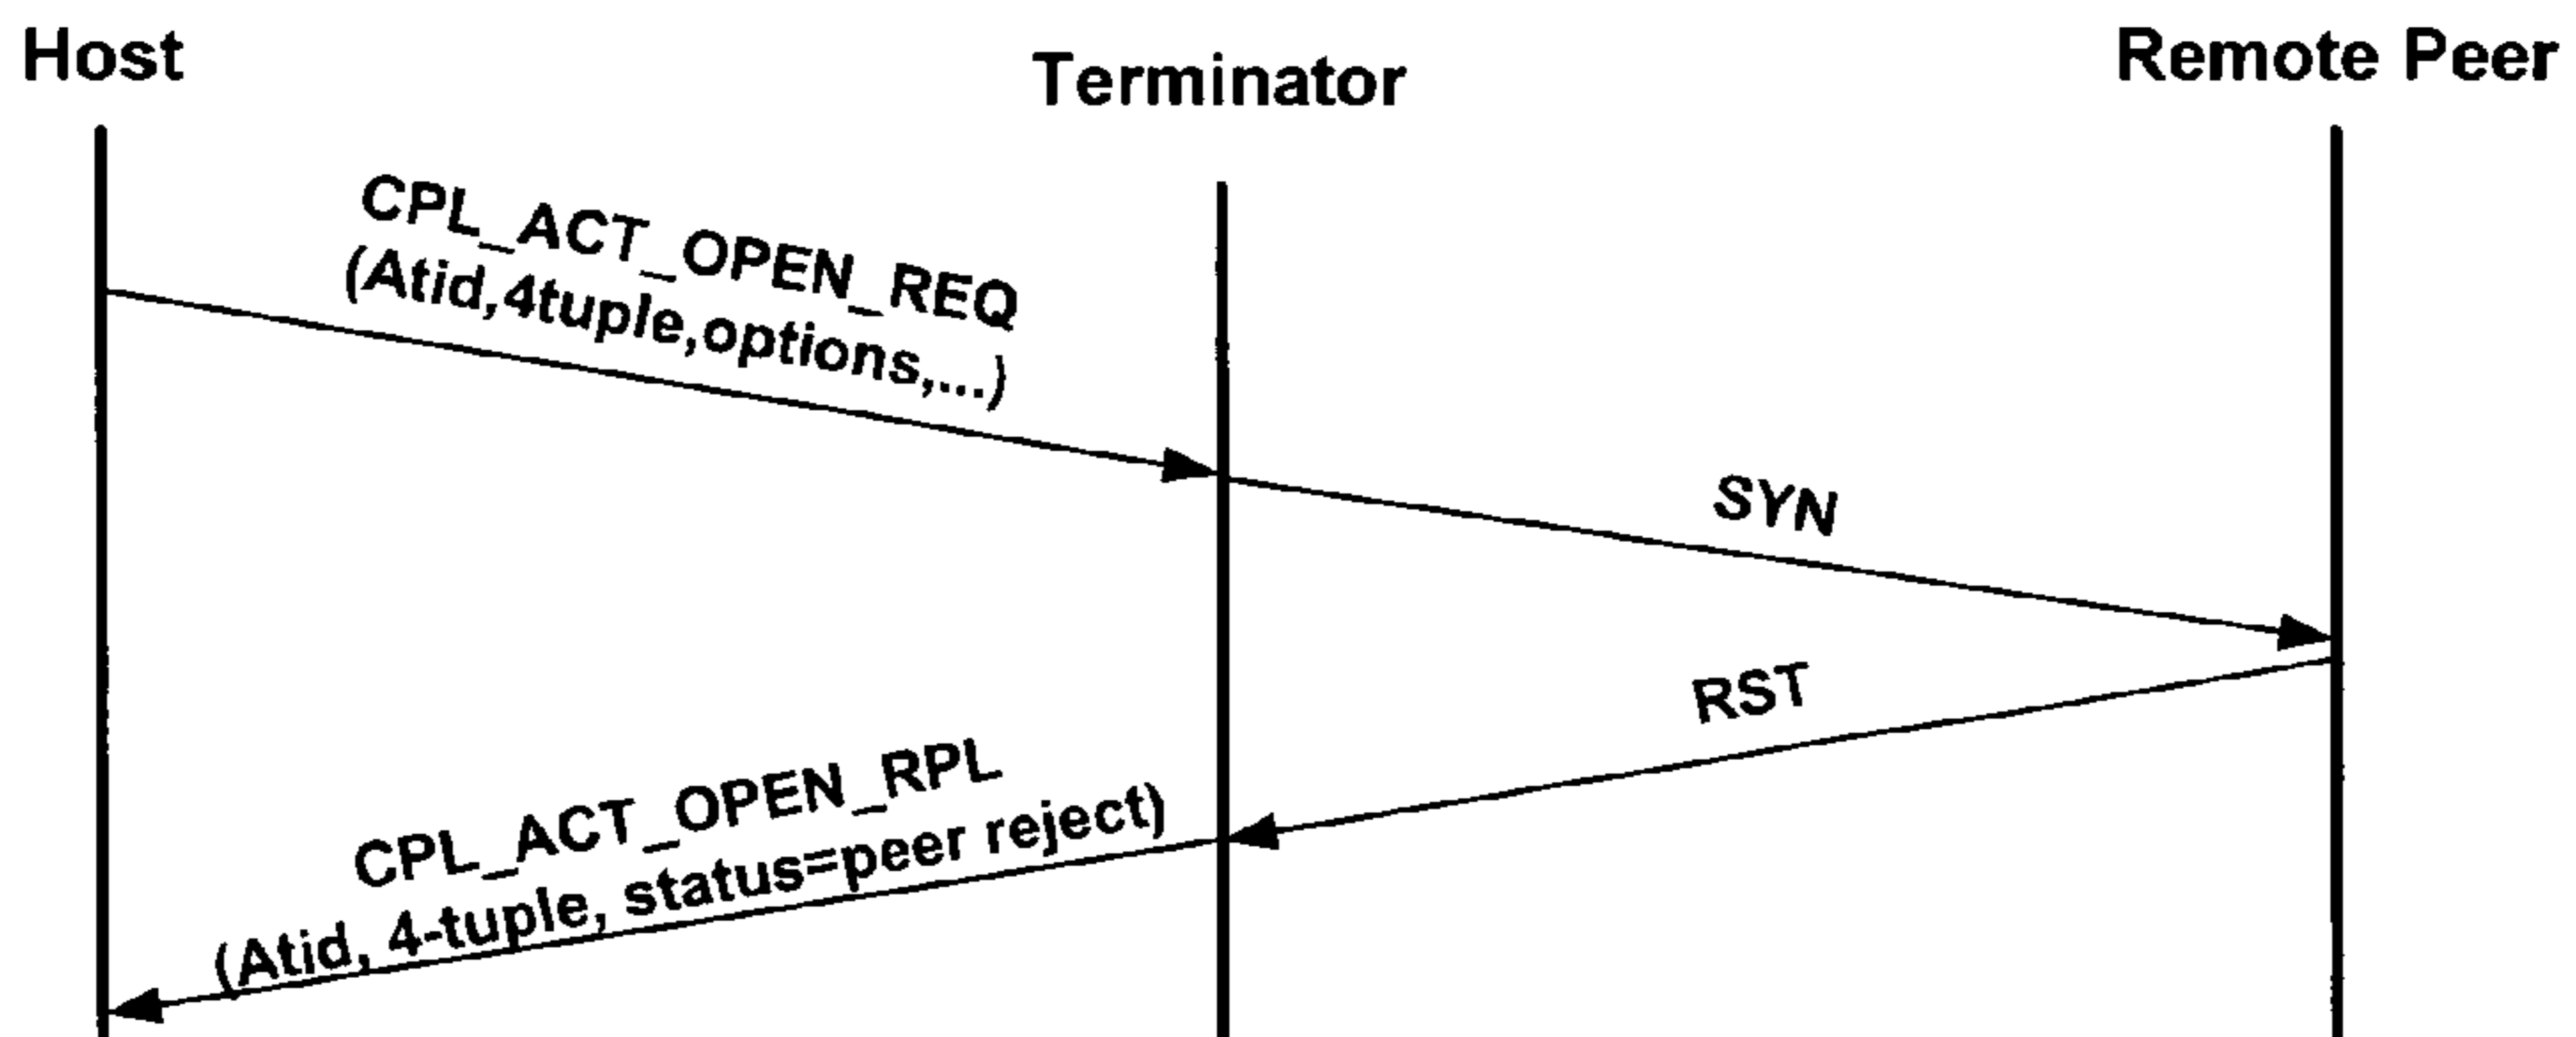 Host
Terminator
Remote Peer
CPL_ACT_OPEN_REQ
(Atid,4tuple,options,...)
SYN
RST
CPL_ACT_OPEN_RPL
(Atid, 4-tuple, status=peer reject)